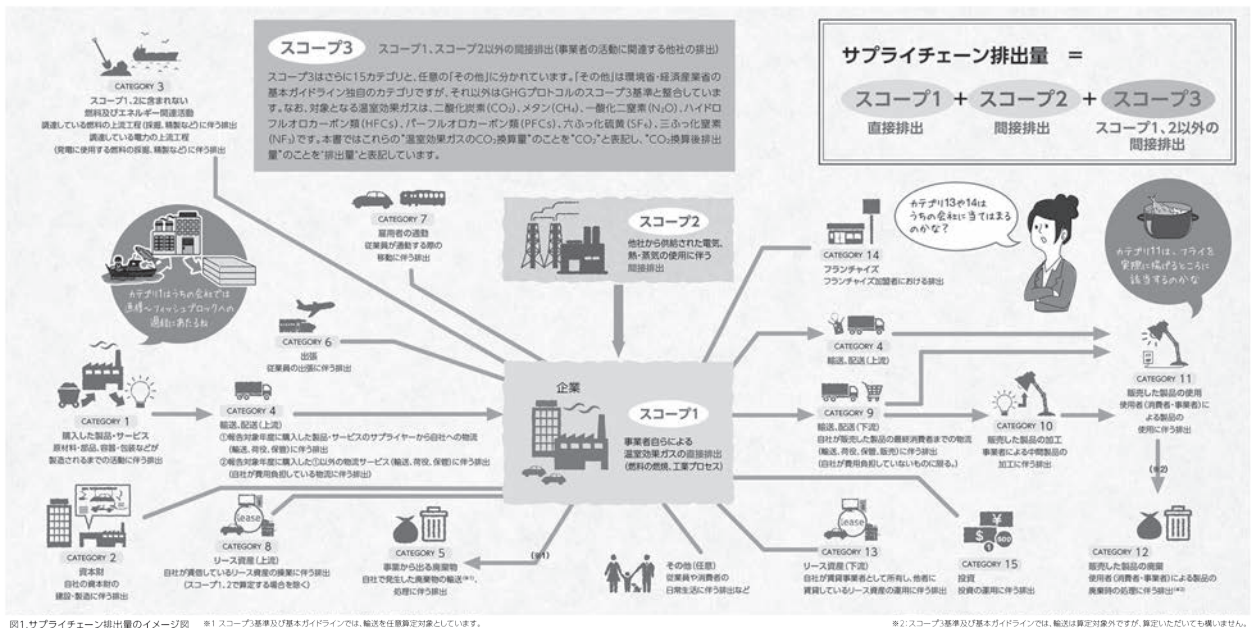 CATEGORY 3
スコープ1、2に含まれない
燃料及びエネルギー関連活動
調達している燃料の上流工程(採掘、精製など)に伴う排出
調達している電力の上流工程
(発電に使用する燃料の採掘、精製など)に伴う排出
スコープ3
スコープ1、スコープ2以外の間接排出(事業者の活動に関連する他社の排出)
スコープ3はさらに15カテゴリと、任意の「その他」に分かれています。「その他」は環境省・経済産業省の
基本ガイドライン独自のカテゴリですが、それ以外はGHGプロトコルのスコープ3基準と整合していま
す。なお、対象となる温室効果ガスは、二酸化炭素(CO₂)、メタン(CH₄)、一酸化二窒素(N₂O)、ハイドロ
フルオロカーボン類(HFCs)、パーフルオロカーボン類(PFCs)、六ふっ化硫黄(SF₆)、三ふっ化窒素
(NF₃)です。本書ではこれらの"温室効果ガスのCO₂換算量"のことを"CO₂"と表記し、"CO₂換算後排出
量"のことを"排出量"と表記しています。
サプライチェーン排出量 =
スコープ1 + スコープ2 + スコープ3
直接排出
間接排出
スコープ1、2以外の
間接排出
カテゴリ1はうちの会社では
魚種〜フィッシュブロックへの
過程にあたるね
CATEGORY 7
雇用者の通勤
従業員が通勤する際の
移動に伴う排出
スコープ2
他社から供給された電気、
熱・蒸気の使用に伴う
間接排出
CATEGORY 14
フランチャイズ
フランチャイズ加盟者における排出
カテゴリ13や14は
うちの会社に当てはまる
のかな?
カテゴリ11は、フライを
実際に揚げるところに
該当するのかな
CATEGORY 6
出張
従業員の出張に伴う排出
CATEGORY 1
購入した製品・サービス
原材料・部品、容器・包装などが
製造されるまでの活動に伴う排出
CATEGORY 4
輸送、配送(上流)
①報告対象年度に購入した製品・サービスのサプライヤーから自社への物流
(輸送、荷役、保管)に伴う排出
②報告対象年度に購入した①以外の物流サービス(輸送、荷役、保管)に伴う排出
(自社が費用負担している物流に伴う排出)
企業
スコープ1
事業者自らによる
温室効果ガスの直接排出
(燃料の燃焼、工業プロセス)
CATEGORY 4
輸送、配送(上流)
CATEGORY 9
輸送、配送(下流)
自社が販売した製品の最終消費までの物流
(輸送、荷役、保管、販売)に伴う排出
(自社が費用負担していないものに限る。)
CATEGORY 10
販売した製品の加工
事業者による中間製品の
加工に伴う排出
CATEGORY 11
販売した製品の使用
使用者(消費者・事業者)に
よる製品の
使用に伴う排出
(※2)
CATEGORY 2
資本財
自社の資本財の
建設・製造に伴う排出
lease
CATEGORY 8
リース資産(上流)
自社が賃借しているリース資産の操業に伴う排出
(スコープ1、2で算定する場合を除く)
CATEGORY 5
事業から出る廃棄物
自社で発生した廃棄物の輸送(※1)、
処理に伴う排出
(※1)
その他(任意)
従業員や消費者の
日常生活に伴う排出など
lease
CATEGORY 13
リース資産(下流)
自社が賃貸事業者として所有し、他者に
賃貸しているリース資産の運用に伴う排出
¥
$
1
500
CATEGORY 15
投資
投資の運用に伴う排出
CATEGORY 12
販売した製品の廃棄
使用者(消費者・事業者)による製品の
廃棄時の処理に伴う排出(※2)
図1.サプライチェーン排出量のイメージ図 ※1 スコープ3基準及び基本ガイドラインでは、輸送を任意算定対象としています。
※2:スコープ3基準及び基本ガイドラインでは、輸送は算定対象外ですが、算定いただいても構いません。